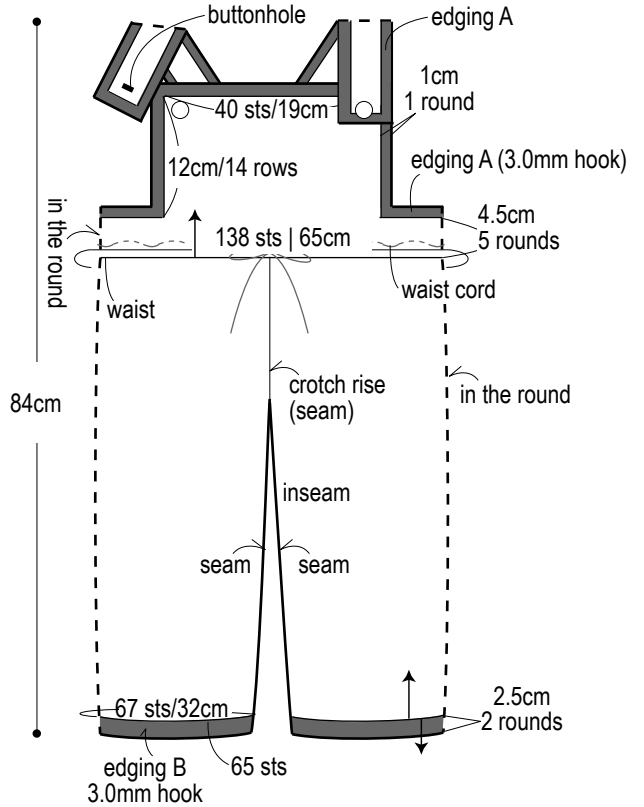 buttonhole
edging A
1cm
1 round
40 sts/19cm
12cm/14 rows
edging A (3.0mm hook)
in the round
4.5cm
5 rounds
138 sts | 65cm
waist
waist cord
84cm
crotch rise
(seam)
in the round
inseam
seam
seam
67 sts/32cm
2.5cm
2 rounds
edging B
3.0mm hook
65 sts